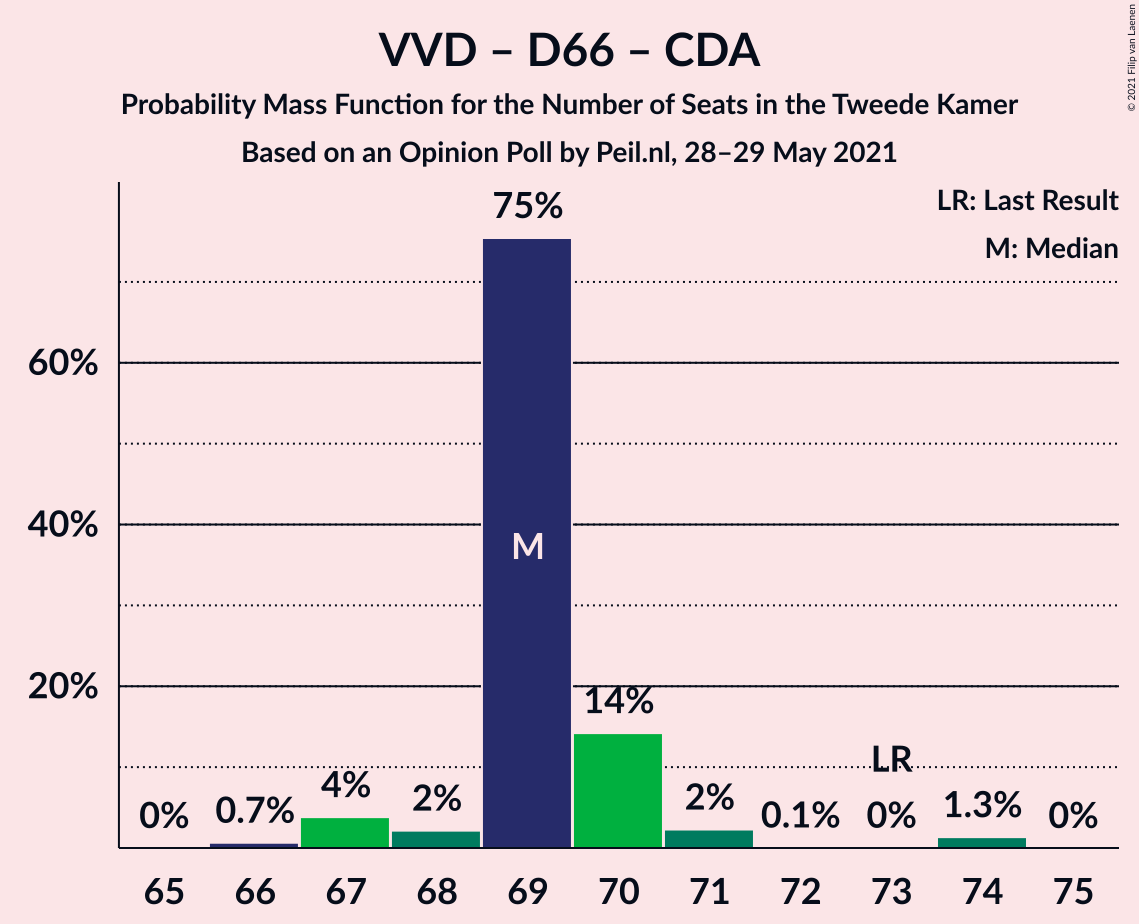 VVD – D66 – CDA
Probability Mass Function for the Number of Seats in the Tweede Kamer
Based on an Opinion Poll by Peil.nl, 28–29 May 2021
© 2021 Filip van Laenen
LR: Last Result
M: Median
60%
40%
20%
0%
0.7%
4%
2%
75%
M
14%
2%
0.1%
LR
0%
1.3%
0%
65 66 67 68 69 70 71 72 73 74 75